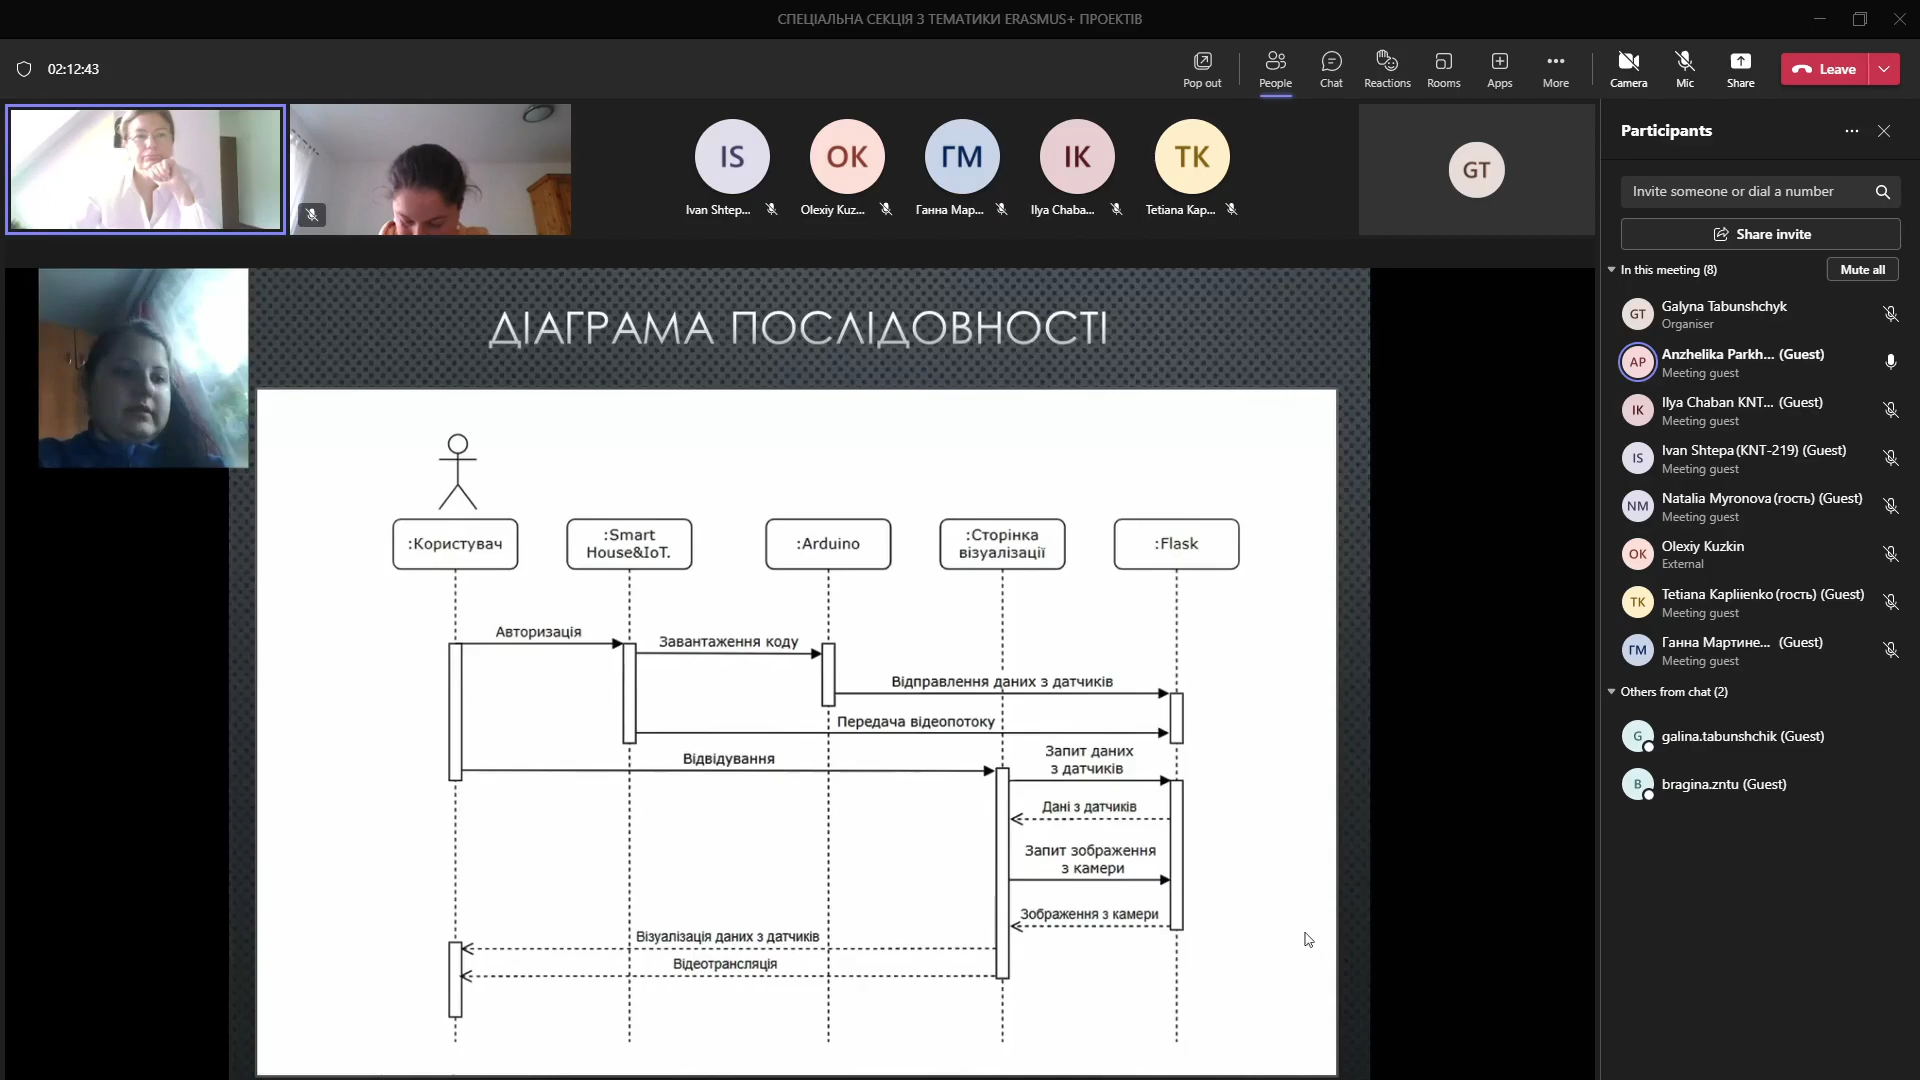 СПЕЦІАЛЬНА СЕКЦІЯ З ТЕМАТИКИ ERASMUS+ ПРОЕКТІВ
02:12:43
Pop out
People
Chat
Reactions
Rooms
Apps
More
Camera
Mic
Share
Leave
IS
OK
ГМ
IK
TK
GT
Ivan Shtep...
Olexiy Kuz...
Ганна Мар...
Ilya Chaba...
Tetiana Kap...
ДІАГРАМА ПОСЛІДОВНОСТІ
:Користувач
:Smart
House&IoT.
:Arduino
:Сторінка
візуалізації
:Flask
Авторизація
Завантаження коду
Відправлення даних з датчиків
Передача відеопотоку
Відвідування
Запит даних
з датчиків
Дані з датчиків
Запит зображення
з камери
Зображення з камери
Візуалізація даних з датчиків
Відеотрансляція
Participants
Invite someone or dial a number
Share invite
In this meeting (8)
Mute all
GT
Galyna Tabunshchyk
Organiser
AP
Anzhelika Parkh... (Guest)
Meeting guest
IK
Ilya Chaban KNT... (Guest)
Meeting guest
IS
Ivan Shtepa(KNT-219) (Guest)
Meeting guest
NM
Natalia Myronova(гость) (Guest)
Meeting guest
OK
Olexiy Kuzkin
External
TK
Tetiana Kapliienko(гость) (Guest)
Meeting guest
ГМ
Ганна Мартине... (Guest)
Meeting guest
Others from chat (2)
G
galina.tabunshchik (Guest)
B
bragina.zntu (Guest)